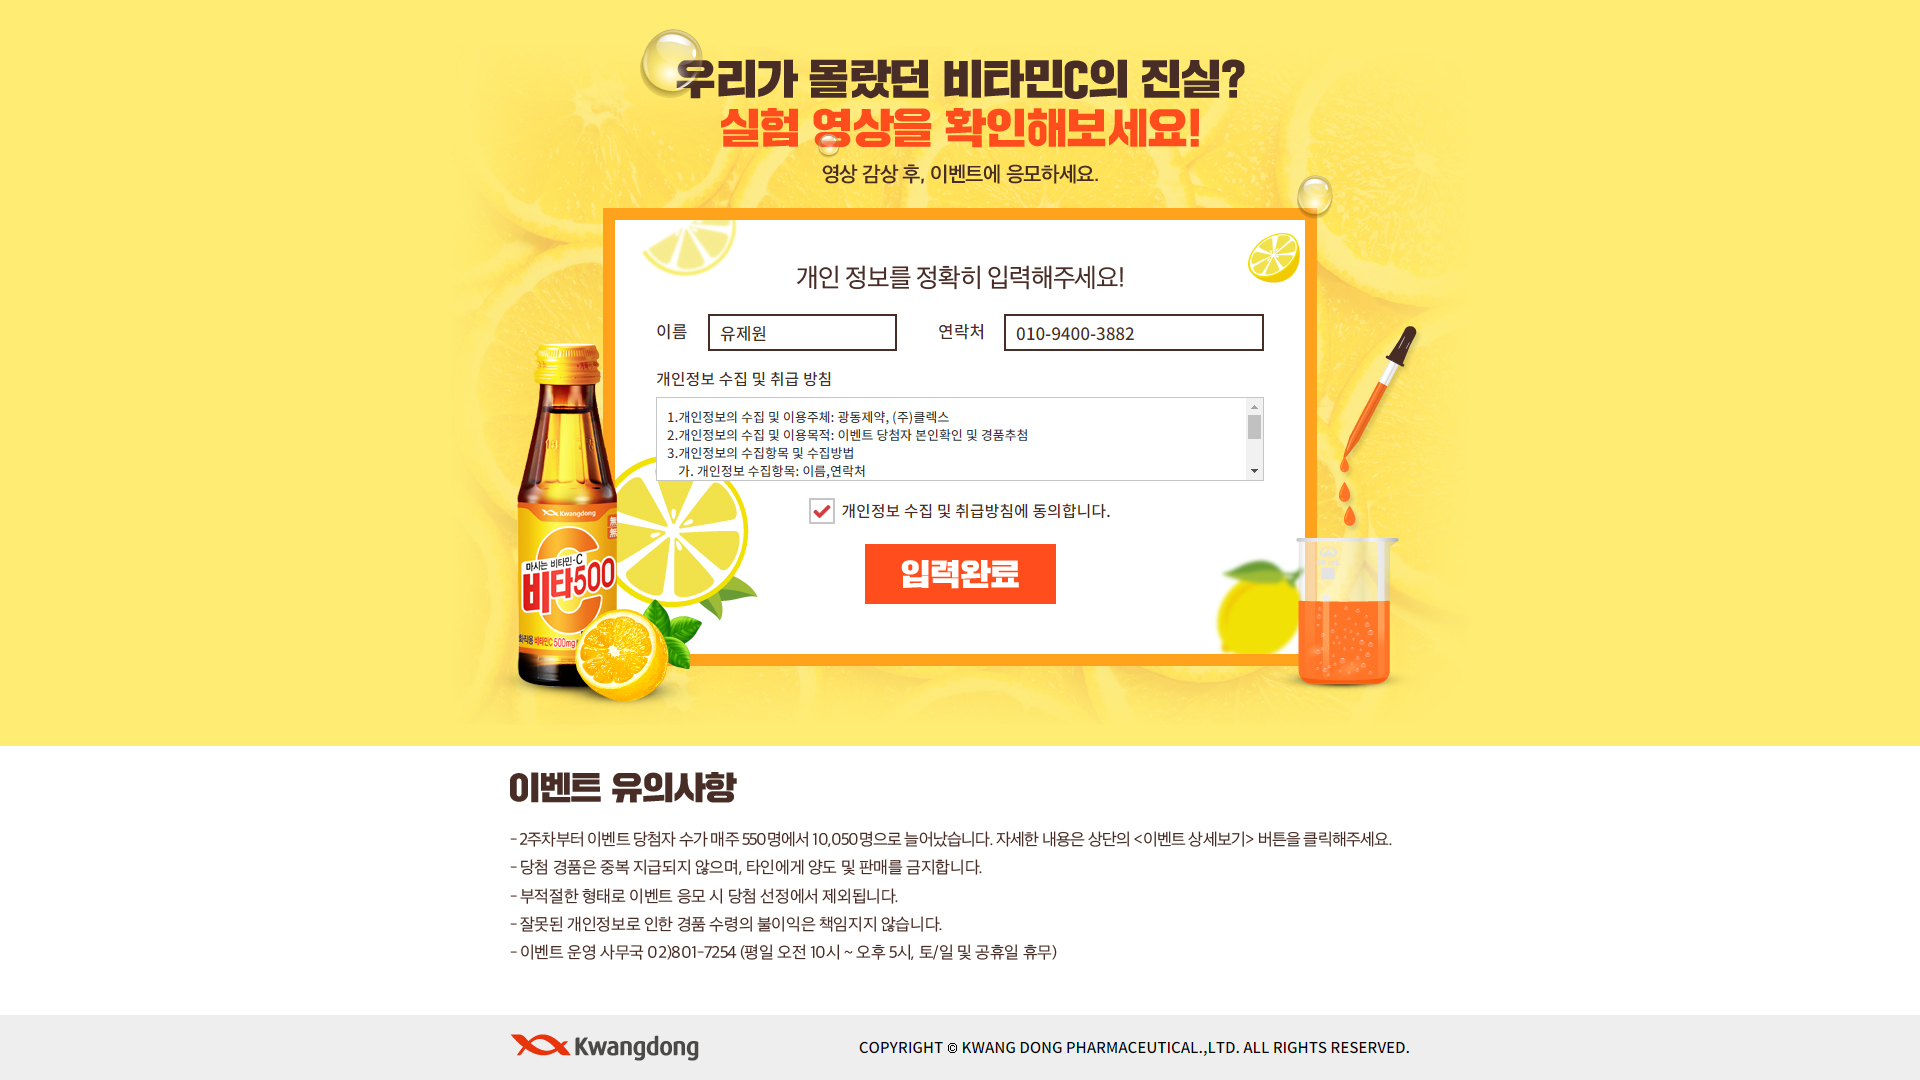 우리가 몰랐던 비타민C의 진실?
실험 영상을 확인해보세요!
영상 감상 후, 이벤트에 응모하세요.
개인 정보를 정확히 입력해주세요!
이름 유제원 연락처 010-9400-3882
개인정보 수집 및 취급 방침
1.개인정보의 수집 및 이용주체: 광동제약, (주)클렉스
2.개인정보의 수집 및 이용목적: 이벤트 당첨자 본인확인 및 경품추첨
3.개인정보의 수집항목 및 수집방법
가. 개인정보 수집항목: 이름,연락처
개인정보 수집 및 취급방침에 동의합니다.
입력완료
Kwangdong
마시는 비타민-C
비타500
비타민C 500mg
이벤트 유의사항
- 2주차부터 이벤트 당첨자 수가 매주 550명에서 10,050명으로 늘어났습니다. 자세한 내용은 상단의 <이벤트 상세보기> 버튼을 클릭해주세요.
- 당첨 경품은 중복 지급되지 않으며, 타인에게 양도 및 판매를 금지합니다.
- 부적절한 형태로 이벤트 응모 시 당첨 선정에서 제외됩니다.
- 잘못된 개인정보로 인한 경품 수령의 불이익은 책임지지 않습니다.
- 이벤트 운영 사무국 02)801-7254 (평일 오전 10시 ~ 오후 5시, 토/일 및 공휴일 휴무)
Kwangdong
COPYRIGHT © KWANG DONG PHARMACEUTICAL.,LTD. ALL RIGHTS RESERVED.